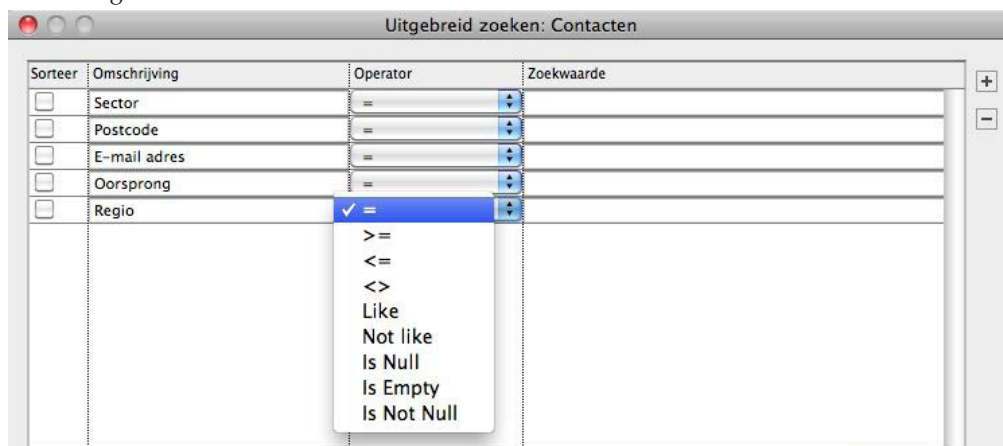 Uitgebreid zoeken: Contacten
Sorteer Omschrijving Operator Zoekwaarde
Sector =
Postcode =
E-mail adres =
Oorsprong =
Regio ✓ =
>=
<=
<>
Like
Not like
Is Null
Is Empty
Is Not Null
+
-